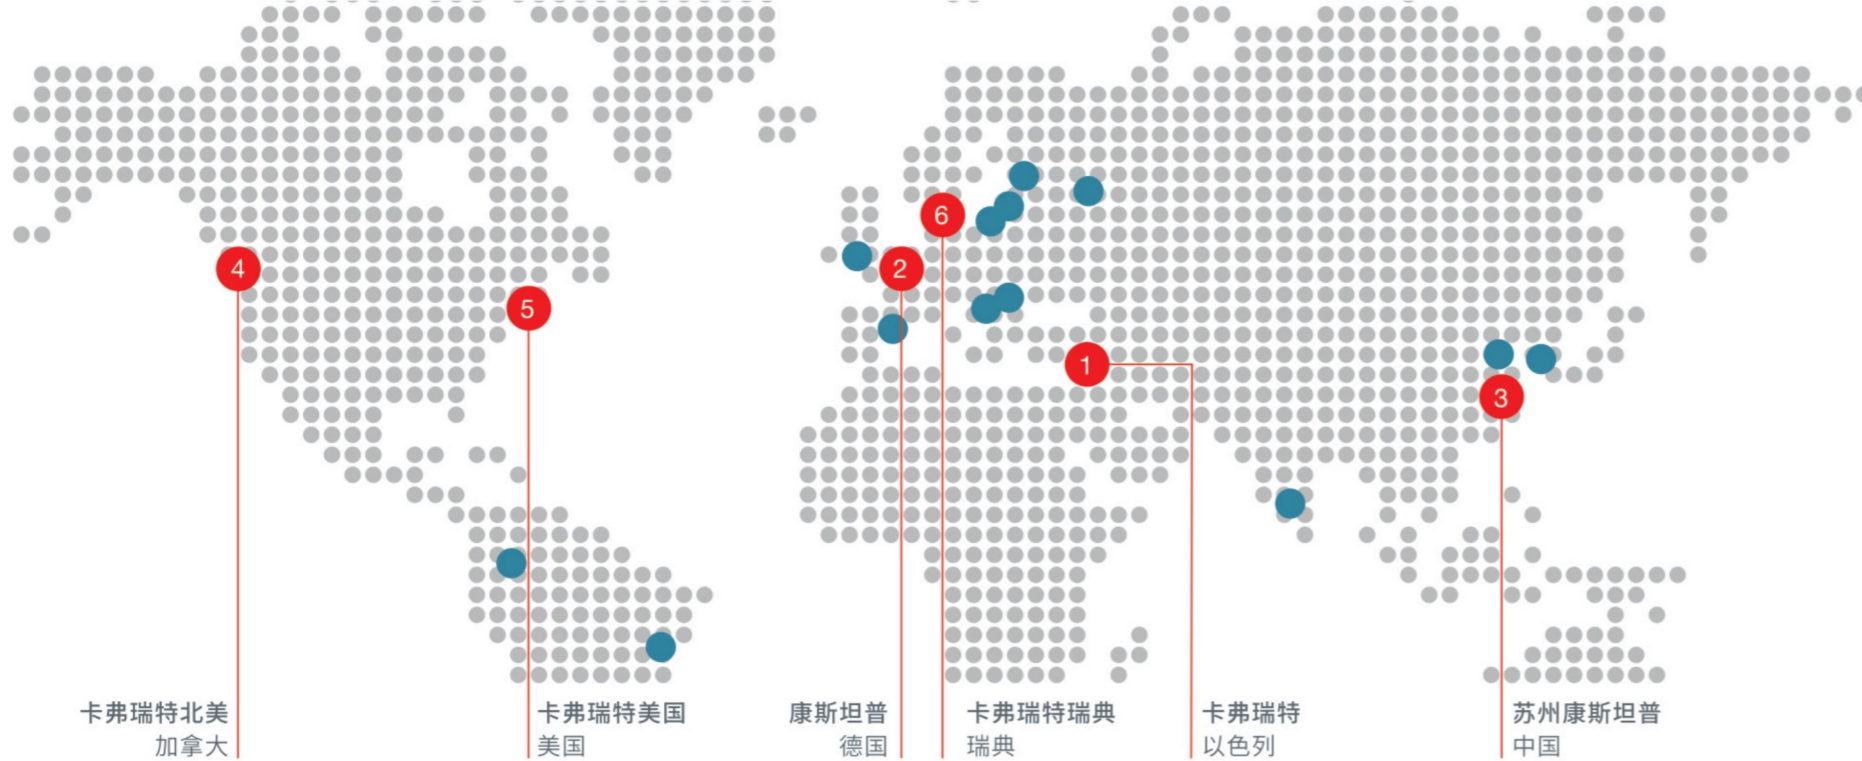 6
4
2
5
1
3
卡弗瑞特北美
加拿大
卡弗瑞特美国
美国
康斯坦普
德国
卡弗瑞特瑞典
瑞典
卡弗瑞特
以色列
苏州康斯坦普
中国